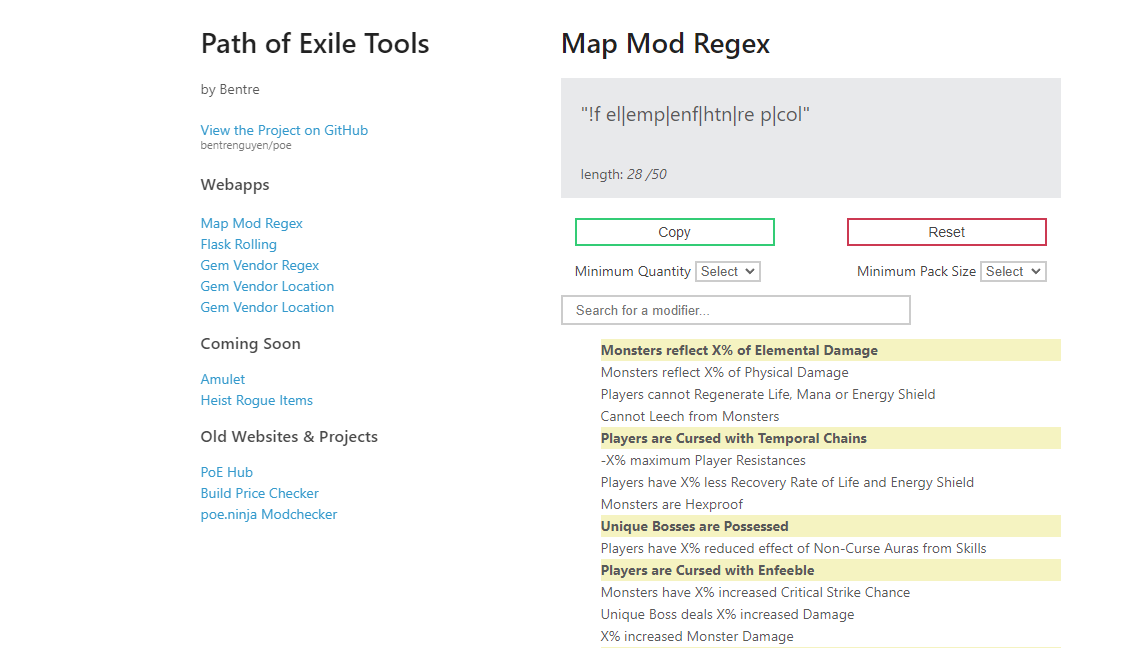 Path of Exile Tools
by Bentre
View the Project on GitHub
bentrenguyen/poe
Webapps
Map Mod Regex
Flask Rolling
Gem Vendor Regex
Gem Vendor Location
Gem Vendor Location
Coming Soon
Amulet
Heist Rogue Items
Old Websites & Projects
PoE Hub
Build Price Checker
poe.ninja Modchecker
Map Mod Regex
"!f el|emp|enf|htn|re p|col"
length: 28 /50
Copy
Reset
Minimum Quantity Select
Minimum Pack Size Select
Search for a modifier...
Monsters reflect X% of Elemental Damage
Monsters reflect X% of Physical Damage
Players cannot Regenerate Life, Mana or Energy Shield
Cannot Leech from Monsters
Players are Cursed with Temporal Chains
-X% maximum Player Resistances
Players have X% less Recovery Rate of Life and Energy Shield
Monsters are Hexproof
Unique Bosses are Possessed
Players have X% reduced effect of Non-Curse Auras from Skills
Players are Cursed with Enfeeble
Monsters have X% increased Critical Strike Chance
Unique Boss deals X% increased Damage
X% increased Monster Damage